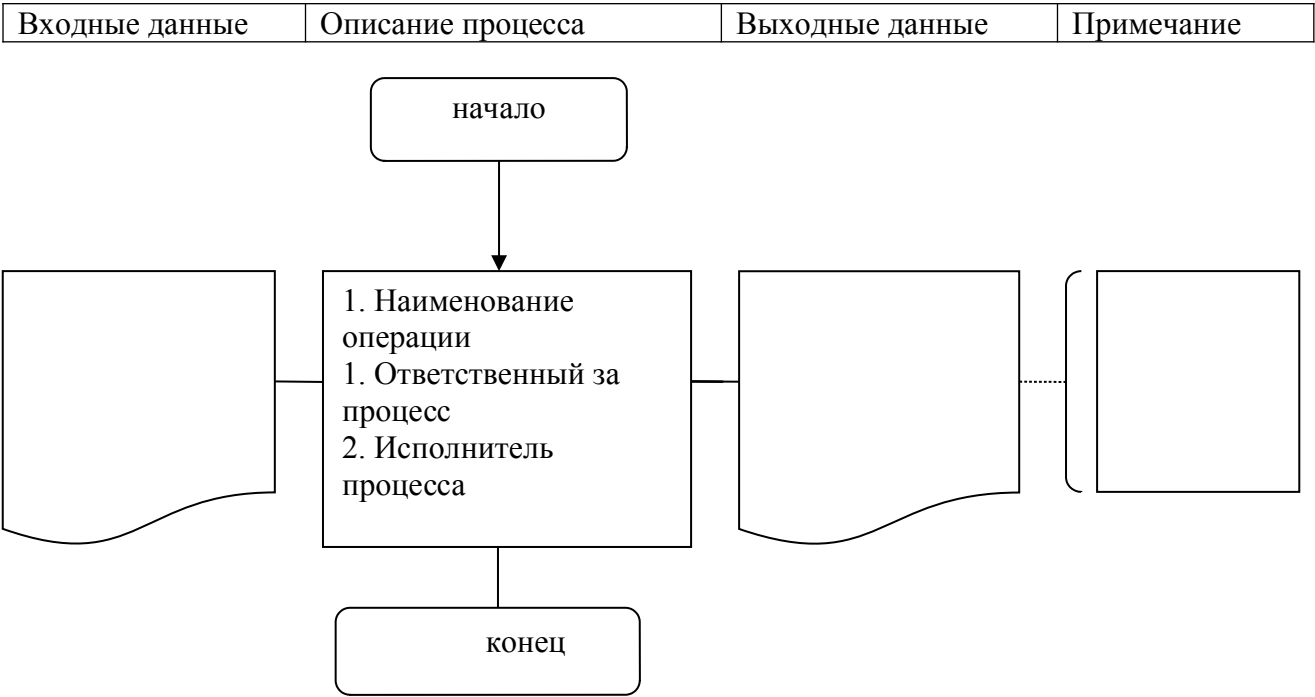 Входные данные
Описание процесса
Выходные данные
Примечание
начало
1. Наименование
операции
1. Ответственный за
процесс
2. Исполнитель
процесса
конец